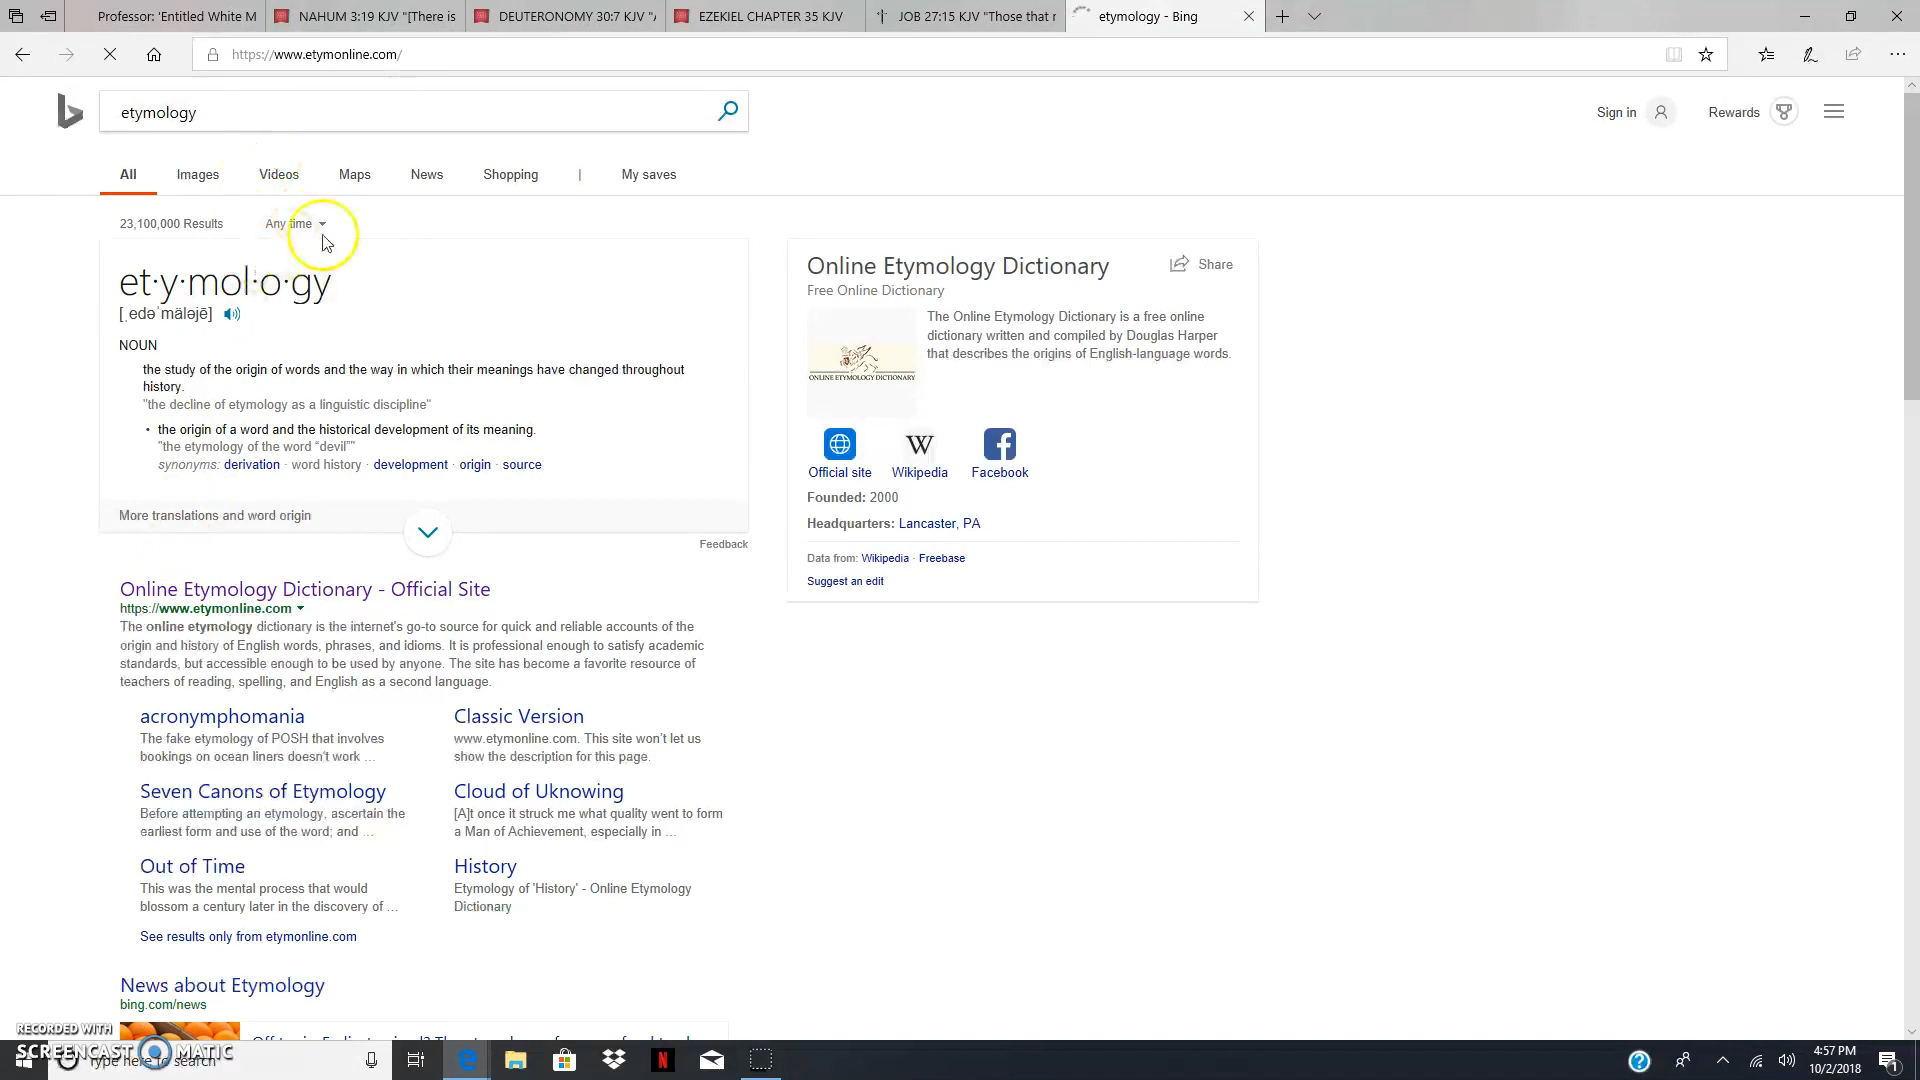 Professor: 'Entitled White M
NAHUM 3:19 KJV "[There is
DEUTERONOMY 30:7 KJV "A
EZEKIEL CHAPTER 35 KJV
JOB 27:15 KJV "Those that r
etymology - Bing
https://www.etymonline.com/
etymology
Sign in
Rewards
All
Images
Videos
Maps
News
Shopping
|
My saves
23,100,000 Results
Any time
et·y·mol·o·gy
[ˌedəˈmäləjē]
NOUN
the study of the origin of words and the way in which their meanings have changed throughout
history.
"the decline of etymology as a linguistic discipline"
• the origin of a word and the historical development of its meaning.
"the etymology of the word “devil”"
synonyms: derivation · word history · development · origin · source
More translations and word origin
Feedback
Online Etymology Dictionary
Share
Free Online Dictionary
The Online Etymology Dictionary is a free online
dictionary written and compiled by Douglas Harper
that describes the origins of English-language words.
ONLINE ETYMOLOGY DICTIONARY
Official site
W
Wikipedia
Facebook
Founded: 2000
Headquarters: Lancaster, PA
Data from: Wikipedia · Freebase
Suggest an edit
Online Etymology Dictionary - Official Site
https://www.etymonline.com
The online etymology dictionary is the internet's go-to source for quick and reliable accounts of the
origin and history of English words, phrases, and idioms. It is professional enough to satisfy academic
standards, but accessible enough to be used by anyone. The site has become a favorite resource of
teachers of reading, spelling, and English as a second language.
acronymphomania
The fake etymology of POSH that involves
bookings on ocean liners doesn't work ...
Classic Version
www.etymonline.com. This site won't let us
show the description for this page.
Seven Canons of Etymology
Before attempting an etymology, ascertain the
earliest form and use of the word; and ...
Cloud of Uknowing
[A]t once it struck me what quality went to form
a Man of Achievement, especially in ...
Out of Time
This was the mental process that would
blossom a century later in the discovery of ...
History
Etymology of 'History' - Online Etymology
Dictionary
See results only from etymonline.com
News about Etymology
bing.com/news
RECORDED WITH
SCREENCAST MATIC
Type here to search
N
4:57 PM
10/2/2018
1